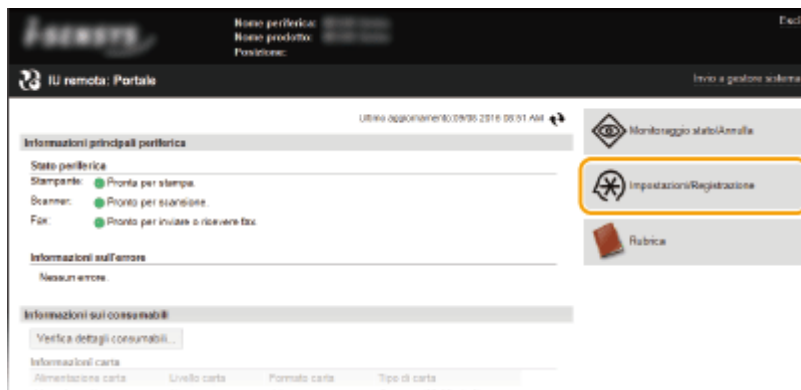 Nome periferica:
Nome prodotto:
Posizione:
IU remota: Portale
Invio a gestore sistema
Ultimo aggiornamento:09/06 2016 08:51 AM
Informazioni principali periferica
Stato periferica
Stampante: Pronta per stampa.
Scanner: Pronto per scansione.
Fax: Pronto per inviare o ricevere fax.
Informazioni sull'errore
Nessun errore.
Informazioni sui consumabili
Verifica dettagli consumabili...
Informazioni carta
Alimentazione carta Livello carta Formato carta Tipo di carta
Monitoraggio stato/Annulla
Impostazioni/Registrazione
Rubrica